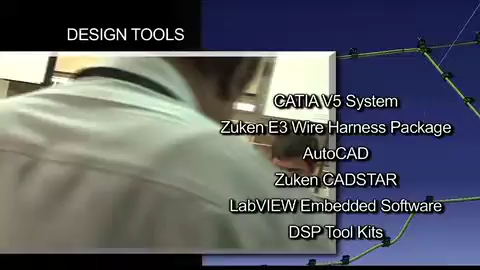 DESIGN TOOLS
CATIA V5 System
Zuken E3 Wire Harness Package
AutoCAD
Zuken CADSTAR
LabVIEW Embedded Software
DSP Tool Kits